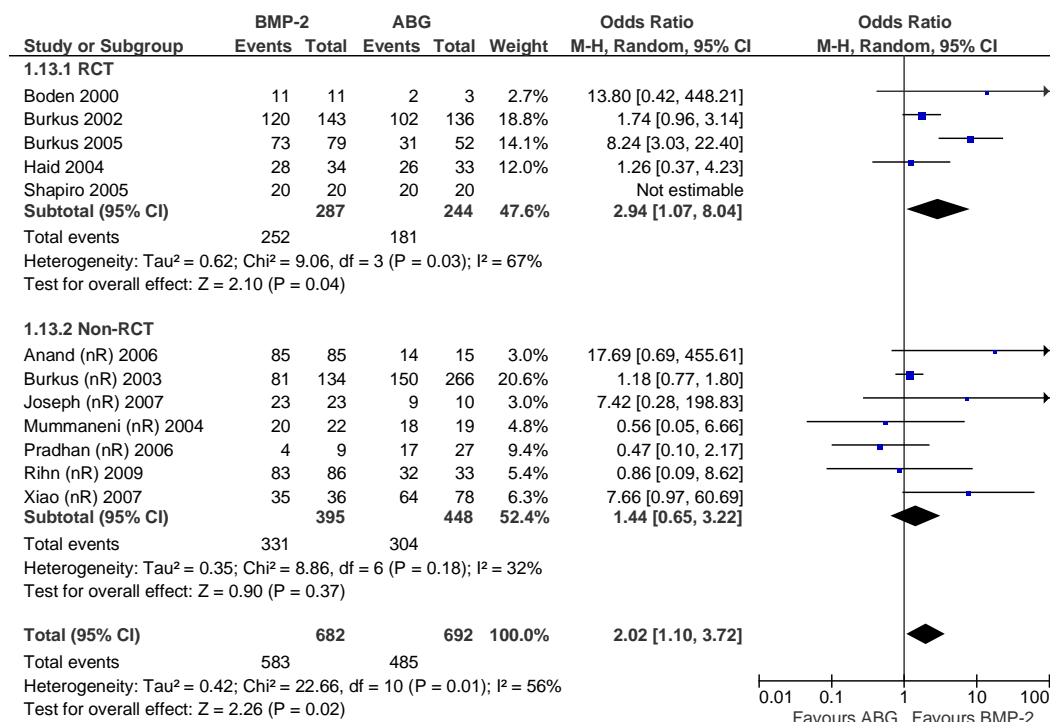 BMP-2 ABG Odds Ratio Odds Ratio
Study or Subgroup Events Total Events Total Weight M-H, Random, 95% CI M-H, Random, 95% CI
1.13.1 RCT
Boden 2000 11 11 2 3 2.7% 13.80 [0.42, 448.21]
Burkus 2002 120 143 102 136 18.8% 1.74 [0.96, 3.14]
Burkus 2005 73 79 31 52 14.1% 8.24 [3.03, 22.40]
Haid 2004 28 34 26 33 12.0% 1.26 [0.37, 4.23]
Shapiro 2005 20 20 20 20 Not estimable
Subtotal (95% CI) 287 244 47.6% 2.94 [1.07, 8.04]
Total events 252 181
Heterogeneity: Tau² = 0.62; Chi² = 9.06, df = 3 (P = 0.03); I² = 67%
Test for overall effect: Z = 2.10 (P = 0.04)
1.13.2 Non-RCT
Anand (nR) 2006 85 85 14 15 3.0% 17.69 [0.69, 455.61]
Burkus (nR) 2003 81 134 150 266 20.6% 1.18 [0.77, 1.80]
Joseph (nR) 2007 23 23 9 10 3.0% 7.42 [0.28, 198.83]
Mummaneni (nR) 2004 20 22 18 19 4.8% 0.56 [0.05, 6.66]
Pradhan (nR) 2006 4 9 17 27 9.4% 0.47 [0.10, 2.17]
Rihn (nR) 2009 83 86 32 33 5.4% 0.86 [0.09, 8.62]
Xiao (nR) 2007 35 36 64 78 6.3% 7.66 [0.97, 60.69]
Subtotal (95% CI) 395 448 52.4% 1.44 [0.65, 3.22]
Total events 331 304
Heterogeneity: Tau² = 0.35; Chi² = 8.86, df = 6 (P = 0.18); I² = 32%
Test for overall effect: Z = 0.90 (P = 0.37)
Total (95% CI) 682 692 100.0% 2.02 [1.10, 3.72]
Total events 583 485
Heterogeneity: Tau² = 0.42; Chi² = 22.66, df = 10 (P = 0.01); I² = 56%
Test for overall effect: Z = 2.26 (P = 0.02)
0.01 0.1 1 10 100
Favours ABG Favours BMP-2